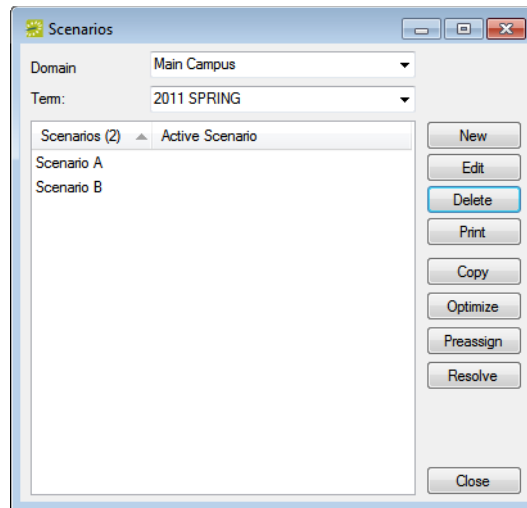 Scenarios
Domain
Main Campus
Term:
2011 SPRING
Scenarios (2) Active Scenario
Scenario A
Scenario B
New
Edit
Delete
Print
Copy
Optimize
Preassign
Resolve
Close